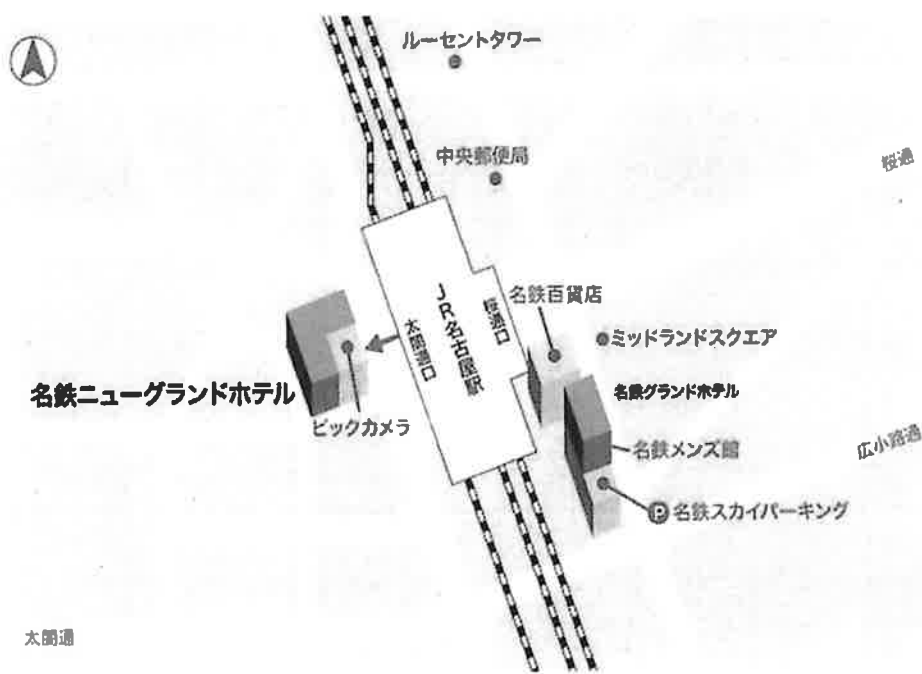 ルーセントタワー
中央郵便局
桜通
JR名古屋駅
桜通口
太閤通口
名鉄百貨店
ミッドランドスクエア
名鉄ニューグランドホテル
ビックカメラ
名鉄グランドホテル
名鉄メンズ館
広小路通
P 名鉄スカイパーキング
太閤通